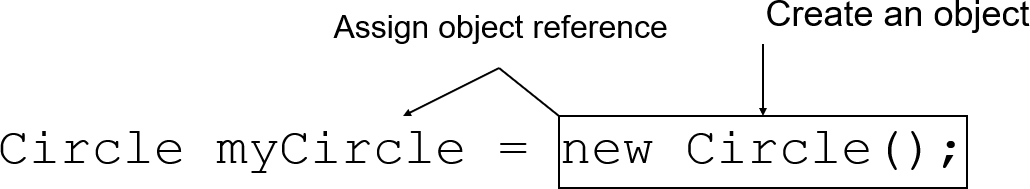 Create an object
Assign object reference
Circle myCircle = new Circle();